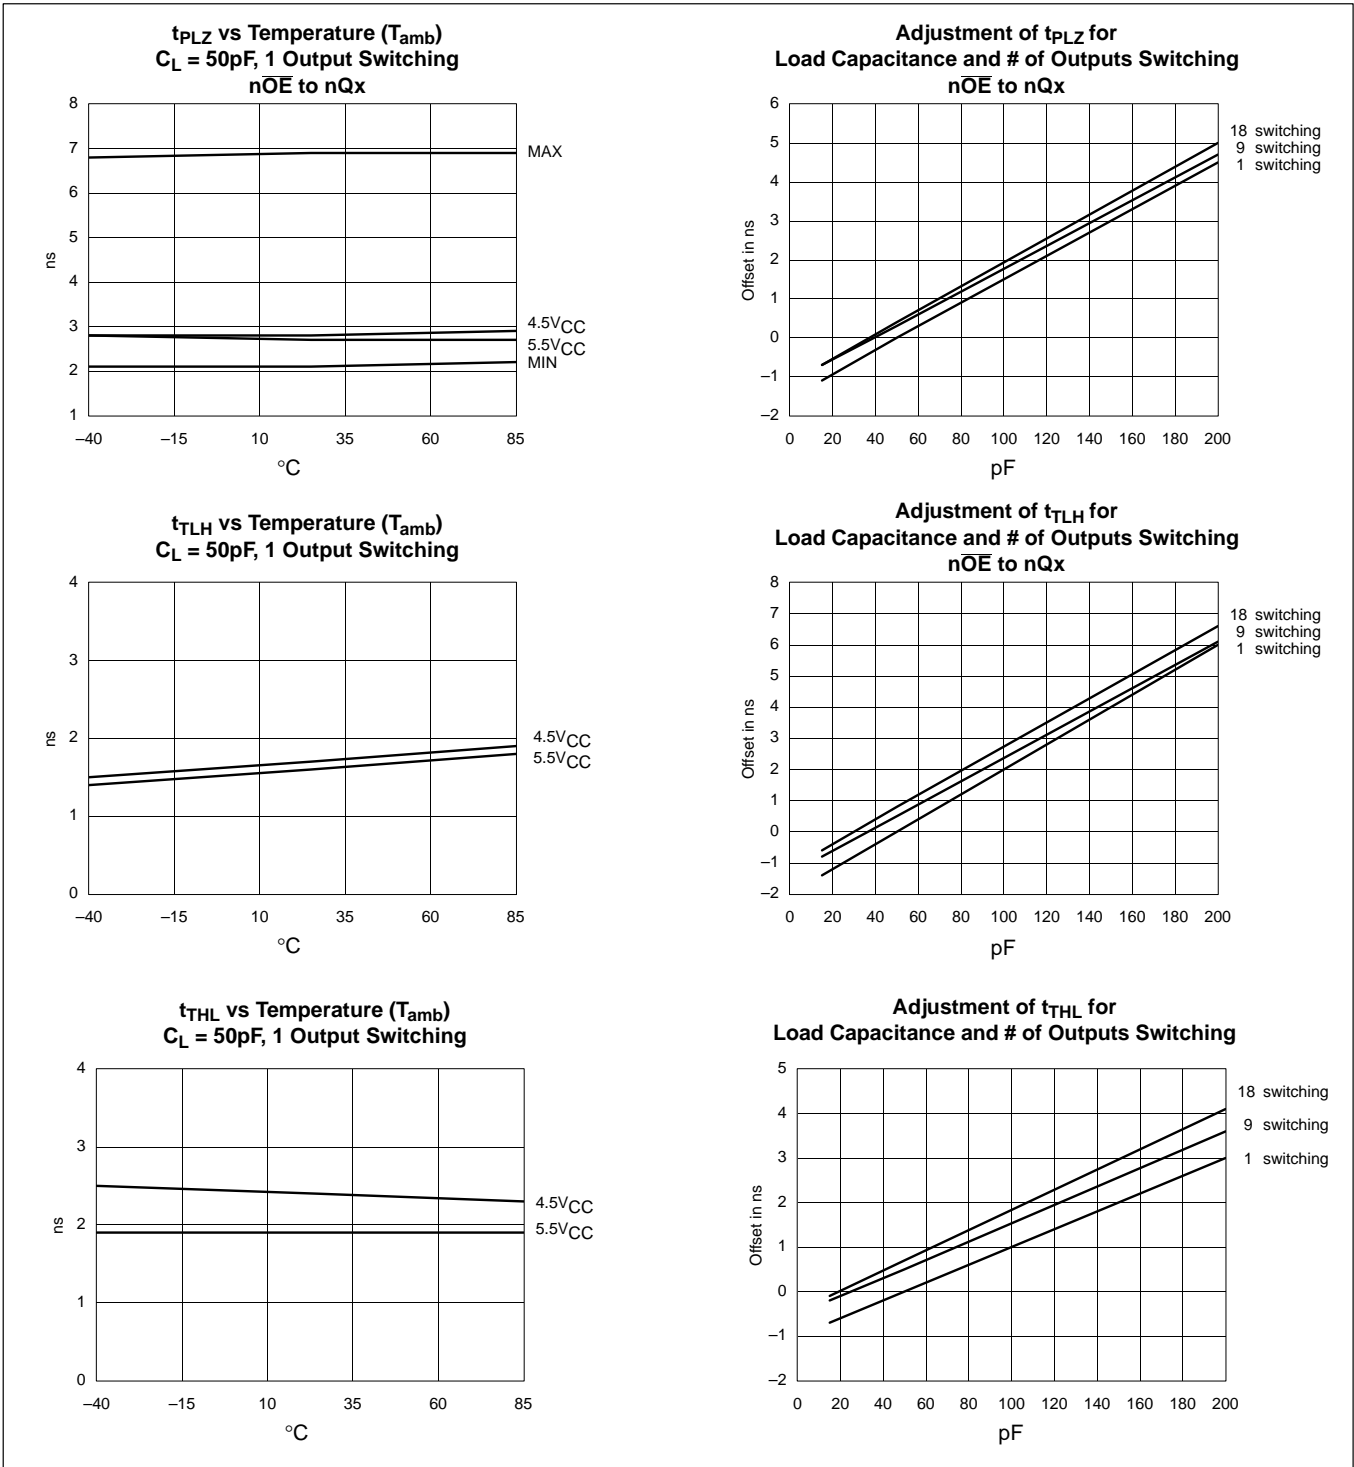 tPLZ vs Temperature (Tamb)
CL = 50pF, 1 Output Switching
nO̅E̅ to nQx
8
7
6
5
4
3
2
1
ns
–40
–15
10
35
60
85
°C
MAX
4.5VCC
5.5VCC
MIN
Adjustment of tPLZ for
Load Capacitance and # of Outputs Switching
nO̅E̅ to nQx
6
5
4
3
2
1
0
–1
–2
Offset in ns
0
20
40
60
80
100
120
140
160
180
200
pF
18 switching
9 switching
1 switching
tTLH vs Temperature (Tamb)
CL = 50pF, 1 Output Switching
4
3
2
1
0
ns
–40
–15
10
35
60
85
°C
4.5VCC
5.5VCC
Adjustment of tTLH for
Load Capacitance and # of Outputs Switching
nO̅E̅ to nQx
8
7
6
5
4
3
2
1
0
–1
–2
Offset in ns
0
20
40
60
80
100
120
140
160
180
200
pF
18 switching
9 switching
1 switching
tTHL vs Temperature (Tamb)
CL = 50pF, 1 Output Switching
4
3
2
1
0
ns
–40
–15
10
35
60
85
°C
4.5VCC
5.5VCC
Adjustment of tTHL for
Load Capacitance and # of Outputs Switching
5
4
3
2
1
0
–1
–2
Offset in ns
0
20
40
60
80
100
120
140
160
180
200
pF
18 switching
9 switching
1 switching